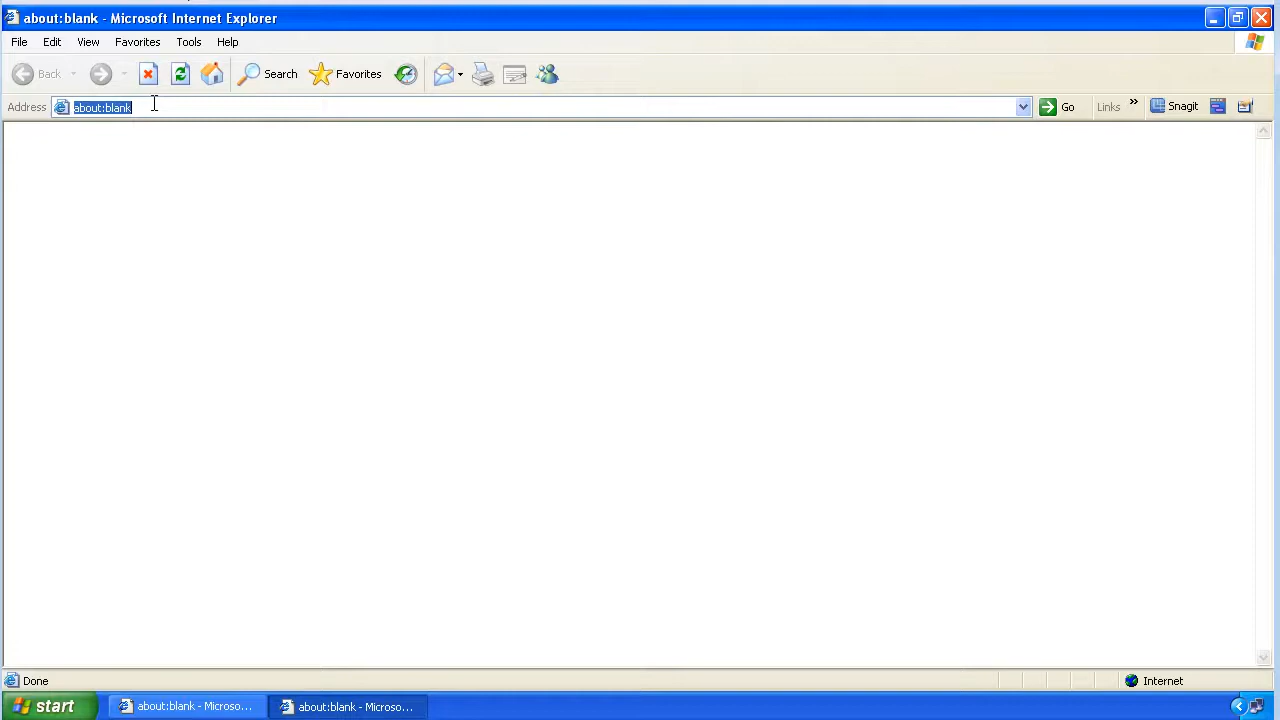 about:blank - Microsoft Internet Explorer
File Edit View Favorites Tools Help
Back Search Favorites
Address about:blank Go Links » Snagit
Done Internet
start about:blank - Microso... about:blank - Microso...